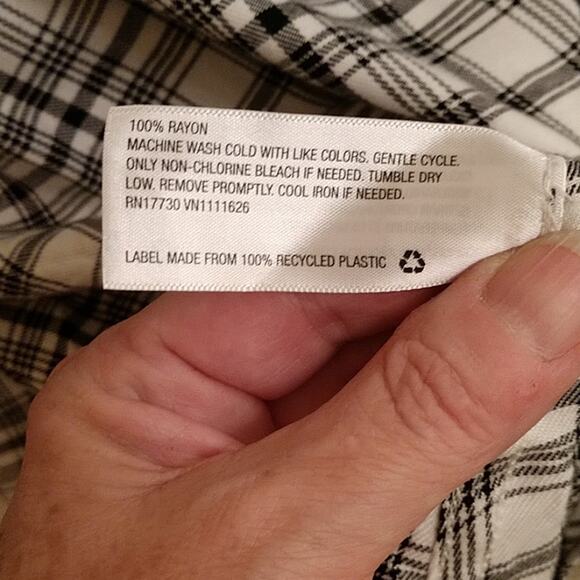 100% RAYON
MACHINE WASH COLD WITH LIKE COLORS. GENTLE CYCLE.
ONLY NON-CHLORINE BLEACH IF NEEDED. TUMBLE DRY
LOW. REMOVE PROMPTLY. COOL IRON IF NEEDED.
RN17730 VN1111626
LABEL MADE FROM 100% RECYCLED PLASTIC